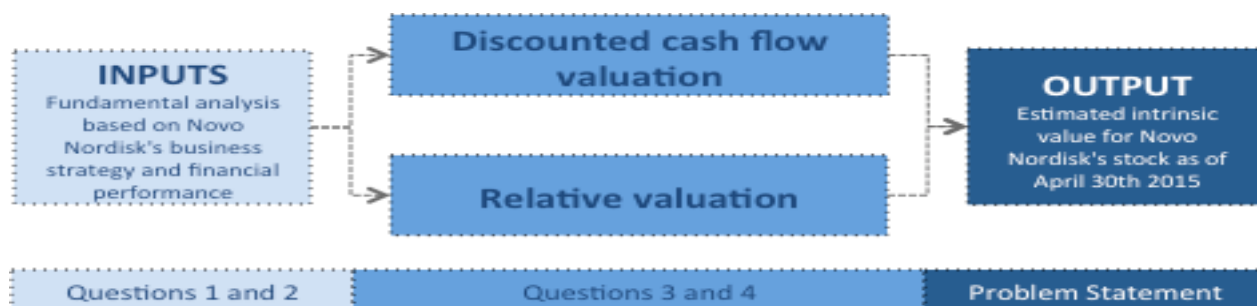 INPUTS
Fundamental analysis
based on Novo
Nordisk's business
strategy and financial
performance
Discounted cash flow
valuation
Relative valuation
OUTPUT
Estimated intrinsic
value for Novo
Nordisk's stock as of
April 30th 2015
Questions 1 and 2
Questions 3 and 4
Problem Statement